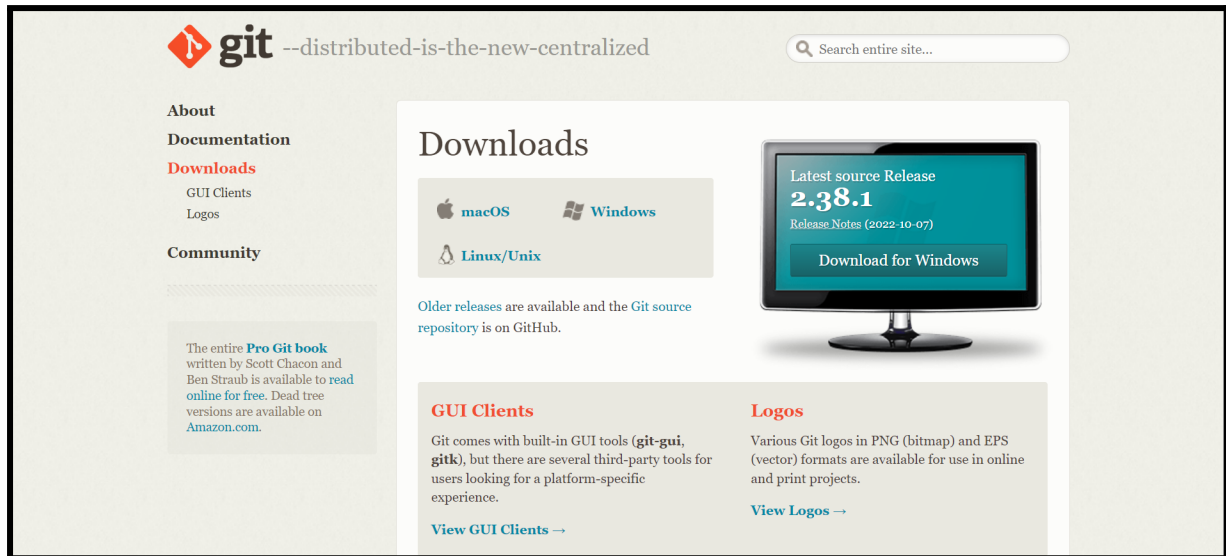 git --distributed-is-the-new-centralized
Search entire site...
About
Documentation
Downloads
GUI Clients
Logos
Community
The entire Pro Git book
written by Scott Chacon and
Ben Straub is available to read
online for free. Dead tree
versions are available on
Amazon.com.
Downloads
macOS
Windows
Linux/Unix
Older releases are available and the Git source
repository is on GitHub.
Latest source Release
2.38.1
Release Notes (2022-10-07)
Download for Windows
GUI Clients
Git comes with built-in GUI tools (git-gui,
gitk), but there are several third-party tools for
users looking for a platform-specific
experience.
View GUI Clients →
Logos
Various Git logos in PNG (bitmap) and EPS
(vector) formats are available for use in online
and print projects.
View Logos →